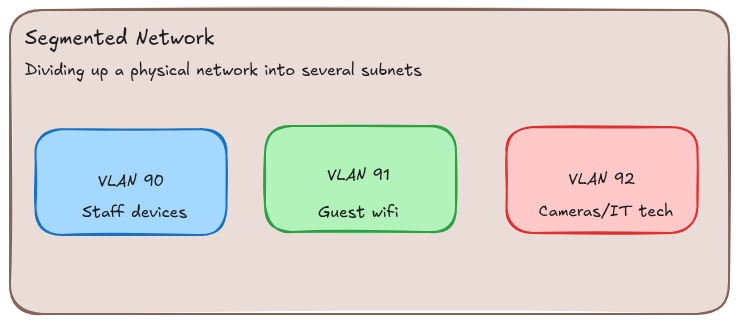 Segmented Network
Dividing up a physical network into several subnets
VLAN 90
Staff devices
VLAN 91
Guest wifi
VLAN 92
Cameras/IT tech